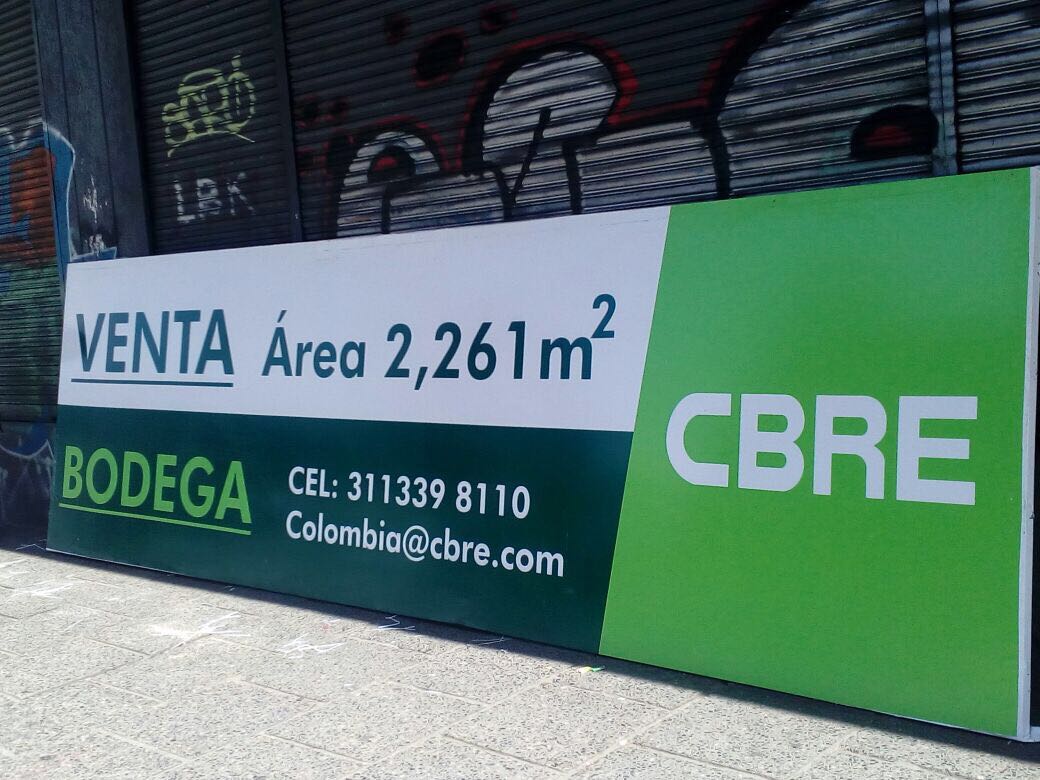 VENTA Área 2,261m²
BODEGA
CEL: 311339 8110
Colombia@cbre.com
CBRE
LBK